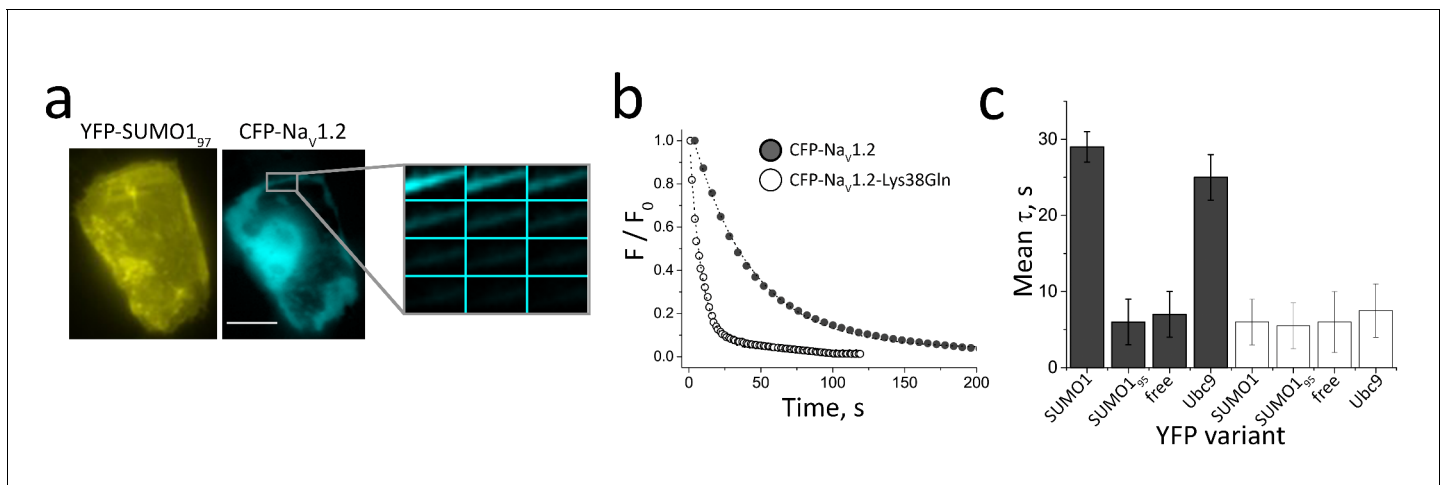 a
YFP-SUMO1₉₇ CFP-Naᵥ1.2
b
1.0
0.8
0.6
0.4
0.2
0.0
F / F₀
0 50 100 150 200
Time, s
CFP-Naᵥ1.2
CFP-Naᵥ1.2-Lys38Gln
c
30
20
10
0
Mean τ, s
SUMO1 SUMO1₉₅ free Ubc9 SUMO1 SUMO1₉₅ free Ubc9
YFP variant